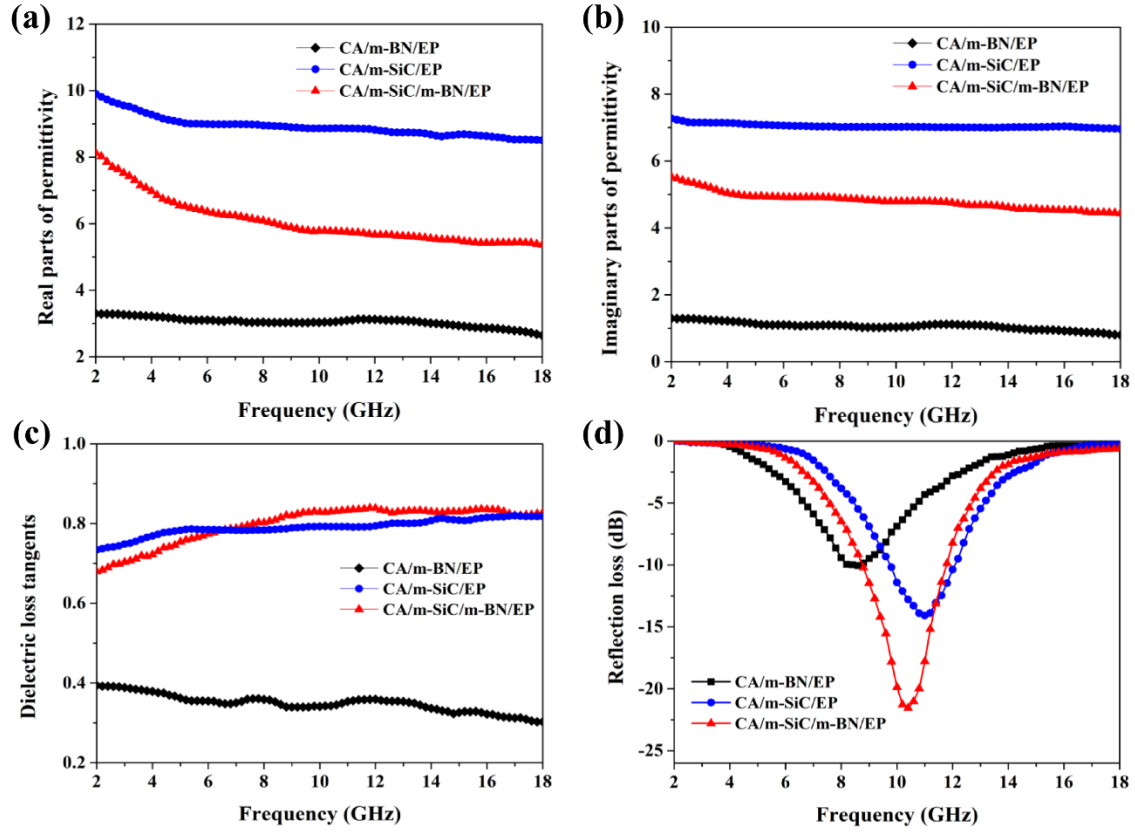 (a)
12
10
8
6
4
2
Real parts of permittivity
CA/m-BN/EP
CA/m-SiC/EP
CA/m-SiC/m-BN/EP
2 4 6 8 10 12 14 16 18
Frequency (GHz)
(b)
10
8
6
4
2
0
Imaginary parts of permittivity
CA/m-BN/EP
CA/m-SiC/EP
CA/m-SiC/m-BN/EP
2 4 6 8 10 12 14 16 18
Frequency (GHz)
(c)
1.0
0.8
0.6
0.4
0.2
Dielectric loss tangents
CA/m-BN/EP
CA/m-SiC/EP
CA/m-SiC/m-BN/EP
2 4 6 8 10 12 14 16 18
Frequency (GHz)
(d)
0
-5
-10
-15
-20
-25
Reflection loss (dB)
CA/m-BN/EP
CA/m-SiC/EP
CA/m-SiC/m-BN/EP
2 4 6 8 10 12 14 16 18
Frequency (GHz)